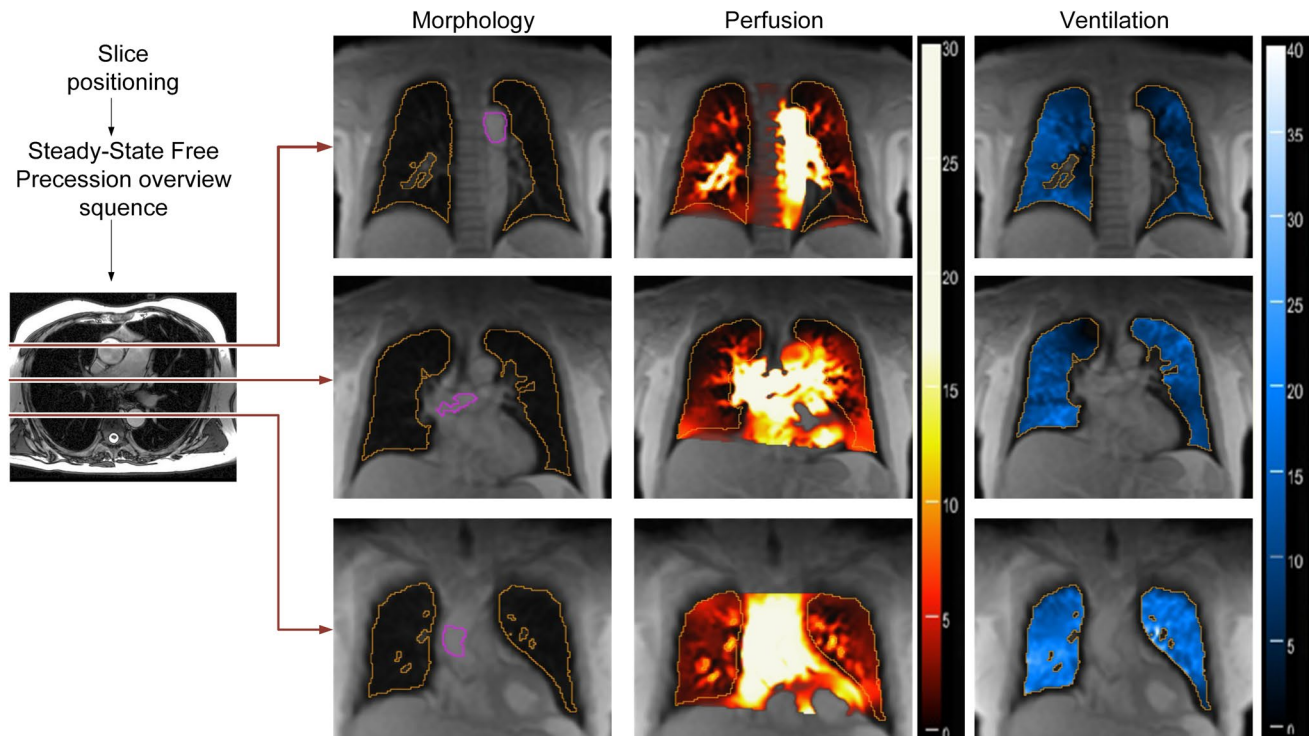 Morphology
Perfusion
Ventilation
Slice
positioning
Steady-State Free
Precession overview
squence
30
25
20
15
10
5
0
40
35
30
25
20
15
10
5
0